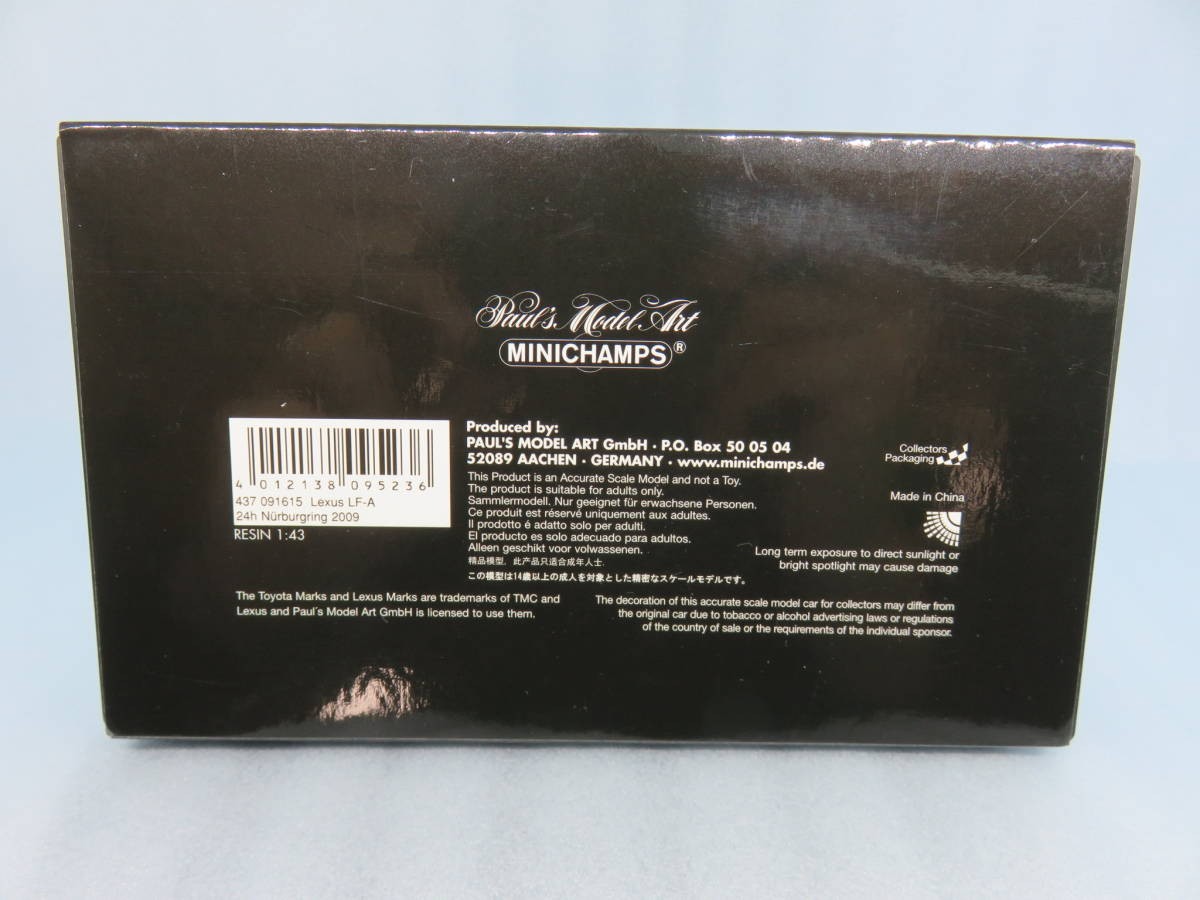 Paul's Model Art
MINICHAMPS®
4 012138 095236
437 091615 Lexus LF-A
24h Nürburgring 2009
RESIN 1:43
Produced by:
PAUL'S MODEL ART GmbH · P.O. Box 50 05 04
52089 AACHEN · GERMANY · www.minichamps.de
This Product is an Accurate Scale Model and not a Toy.
The product is suitable for adults only.
Sammlermodell. Nur geeignet für erwachsene Personen.
Ce produit est réservé uniquement aux adultes.
Il prodotto é adatto solo per adulti.
El producto es solo adecuado para adultos.
Alleen geschikt voor volwassenen.
精品模型, 此产品只适合成年人士.
この模型は14歳以上の成人を対象とした精密なスケールモデルです。
Collectors
Packaging
Made in China
Long term exposure to direct sunlight or
bright spotlight may cause damage
The Toyota Marks and Lexus Marks are trademarks of TMC and
Lexus and Paul´s Model Art GmbH is licensed to use them.
The decoration of this accurate scale model car for collectors may differ from
the original car due to tobacco or alcohol advertising laws or regulations
of the country of sale or the requirements of the individual sponsor.